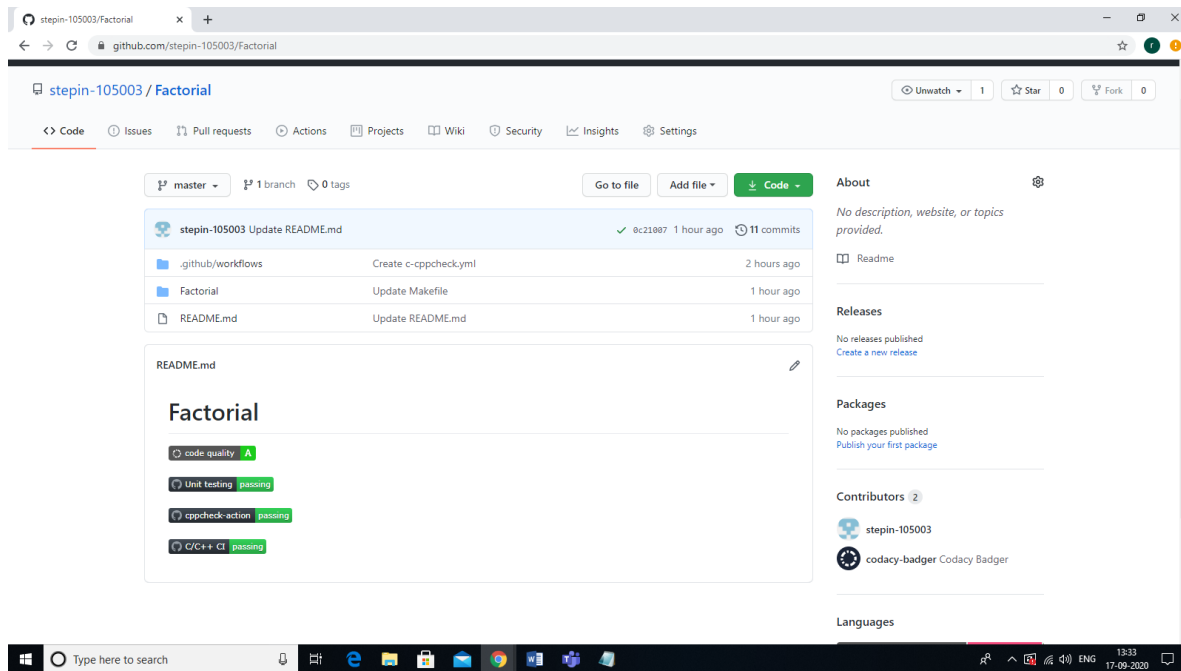 stepin-105003/Factorial
github.com/stepin-105003/Factorial
r
stepin-105003 / Factorial
Unwatch 1 Star 0 Fork 0
Code Issues Pull requests Actions Projects Wiki Security Insights Settings
master 1 branch 0 tags Go to file Add file Code
stepin-105003 Update README.md 0c21007 1 hour ago 11 commits
.github/workflows Create c-cppcheck.yml 2 hours ago
Factorial Update Makefile 1 hour ago
README.md Update README.md 1 hour ago
README.md
Factorial
code quality A
Unit testing passing
cppcheck-action passing
C/C++ CI passing
About
No description, website, or topics
provided.
Readme
Releases
No releases published
Create a new release
Packages
No packages published
Publish your first package
Contributors 2
stepin-105003
codacy-badger Codacy Badger
Languages
Type here to search
ENG
13:33
17-09-2020